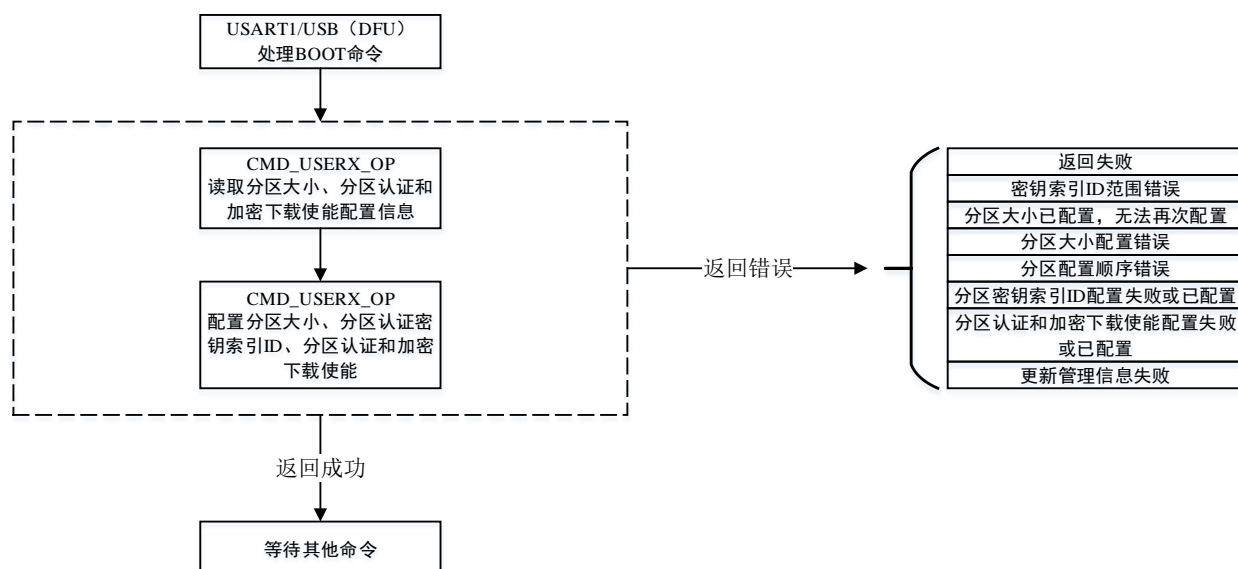 USART1/USB（DFU）
处理BOOT命令
CMD_USERX_OP
读取分区大小、分区认证和
加密下载使能配置信息
CMD_USERX_OP
配置分区大小、分区认证密
钥索引ID、分区认证和加密
下载使能
返回错误
返回失败
密钥索引ID范围错误
分区大小已配置，无法再次配置
分区大小配置错误
分区配置顺序错误
分区密钥索引ID配置失败或已配置
分区认证和加密下载使能配置失败
或已配置
更新管理信息失败
返回成功
等待其他命令